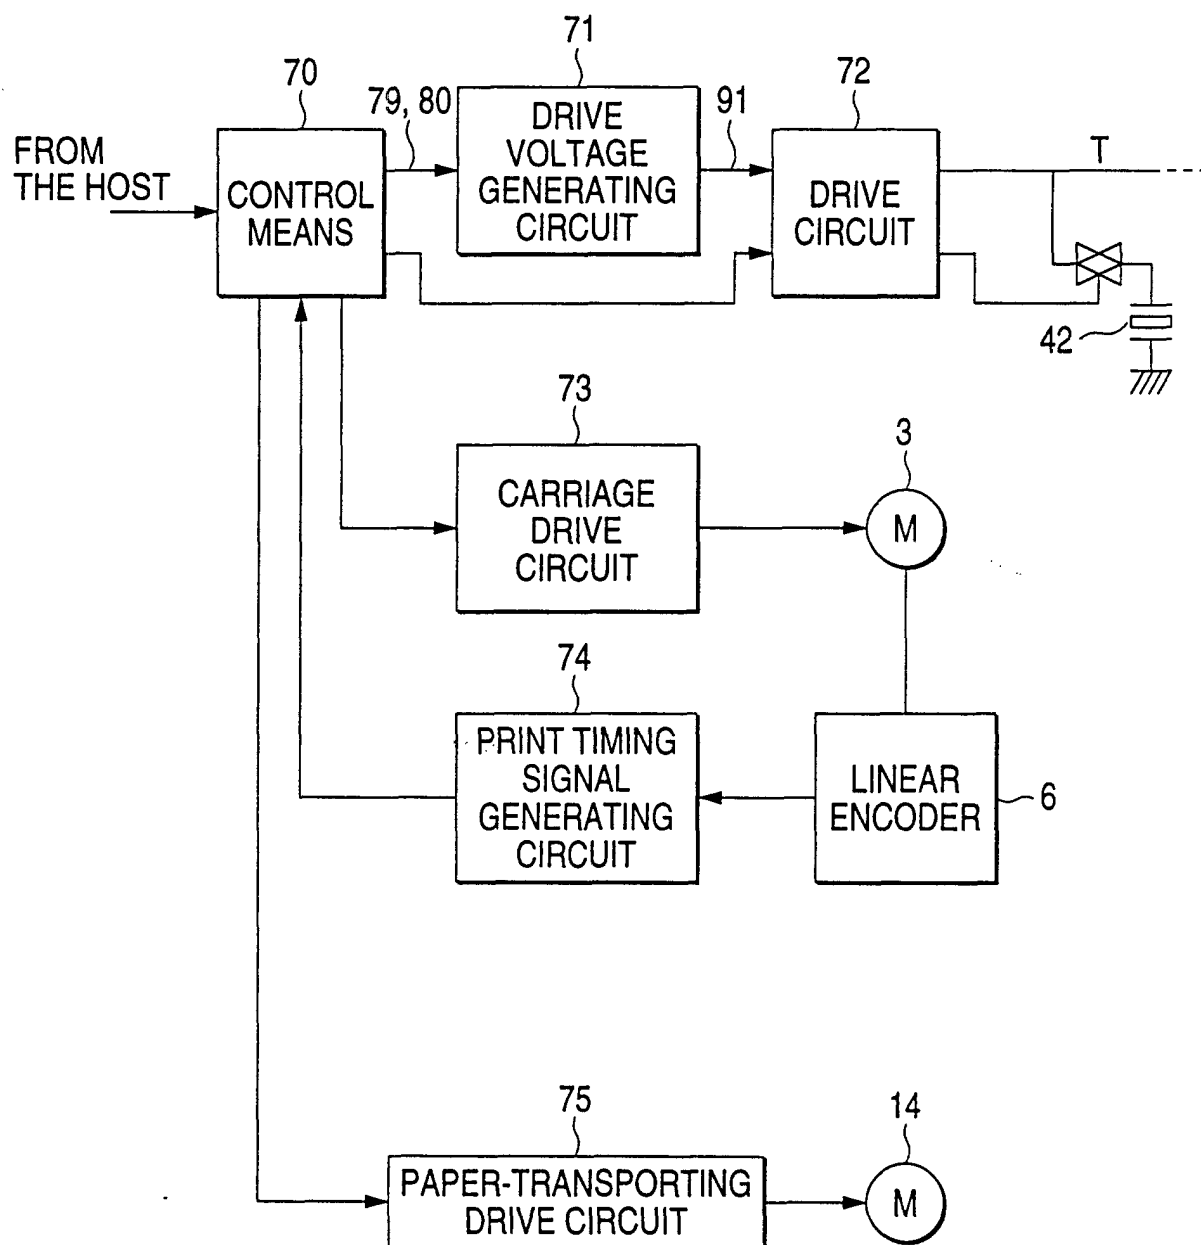 71
70
79, 80
DRIVE
VOLTAGE
GENERATING
CIRCUIT
91
72
FROM
THE HOST
CONTROL
MEANS
DRIVE
CIRCUIT
T
42
73
CARRIAGE
DRIVE
CIRCUIT
3
M
74
PRINT TIMING
SIGNAL
GENERATING
CIRCUIT
LINEAR
ENCODER
6
75
PAPER-TRANSPORTING
DRIVE CIRCUIT
14
M